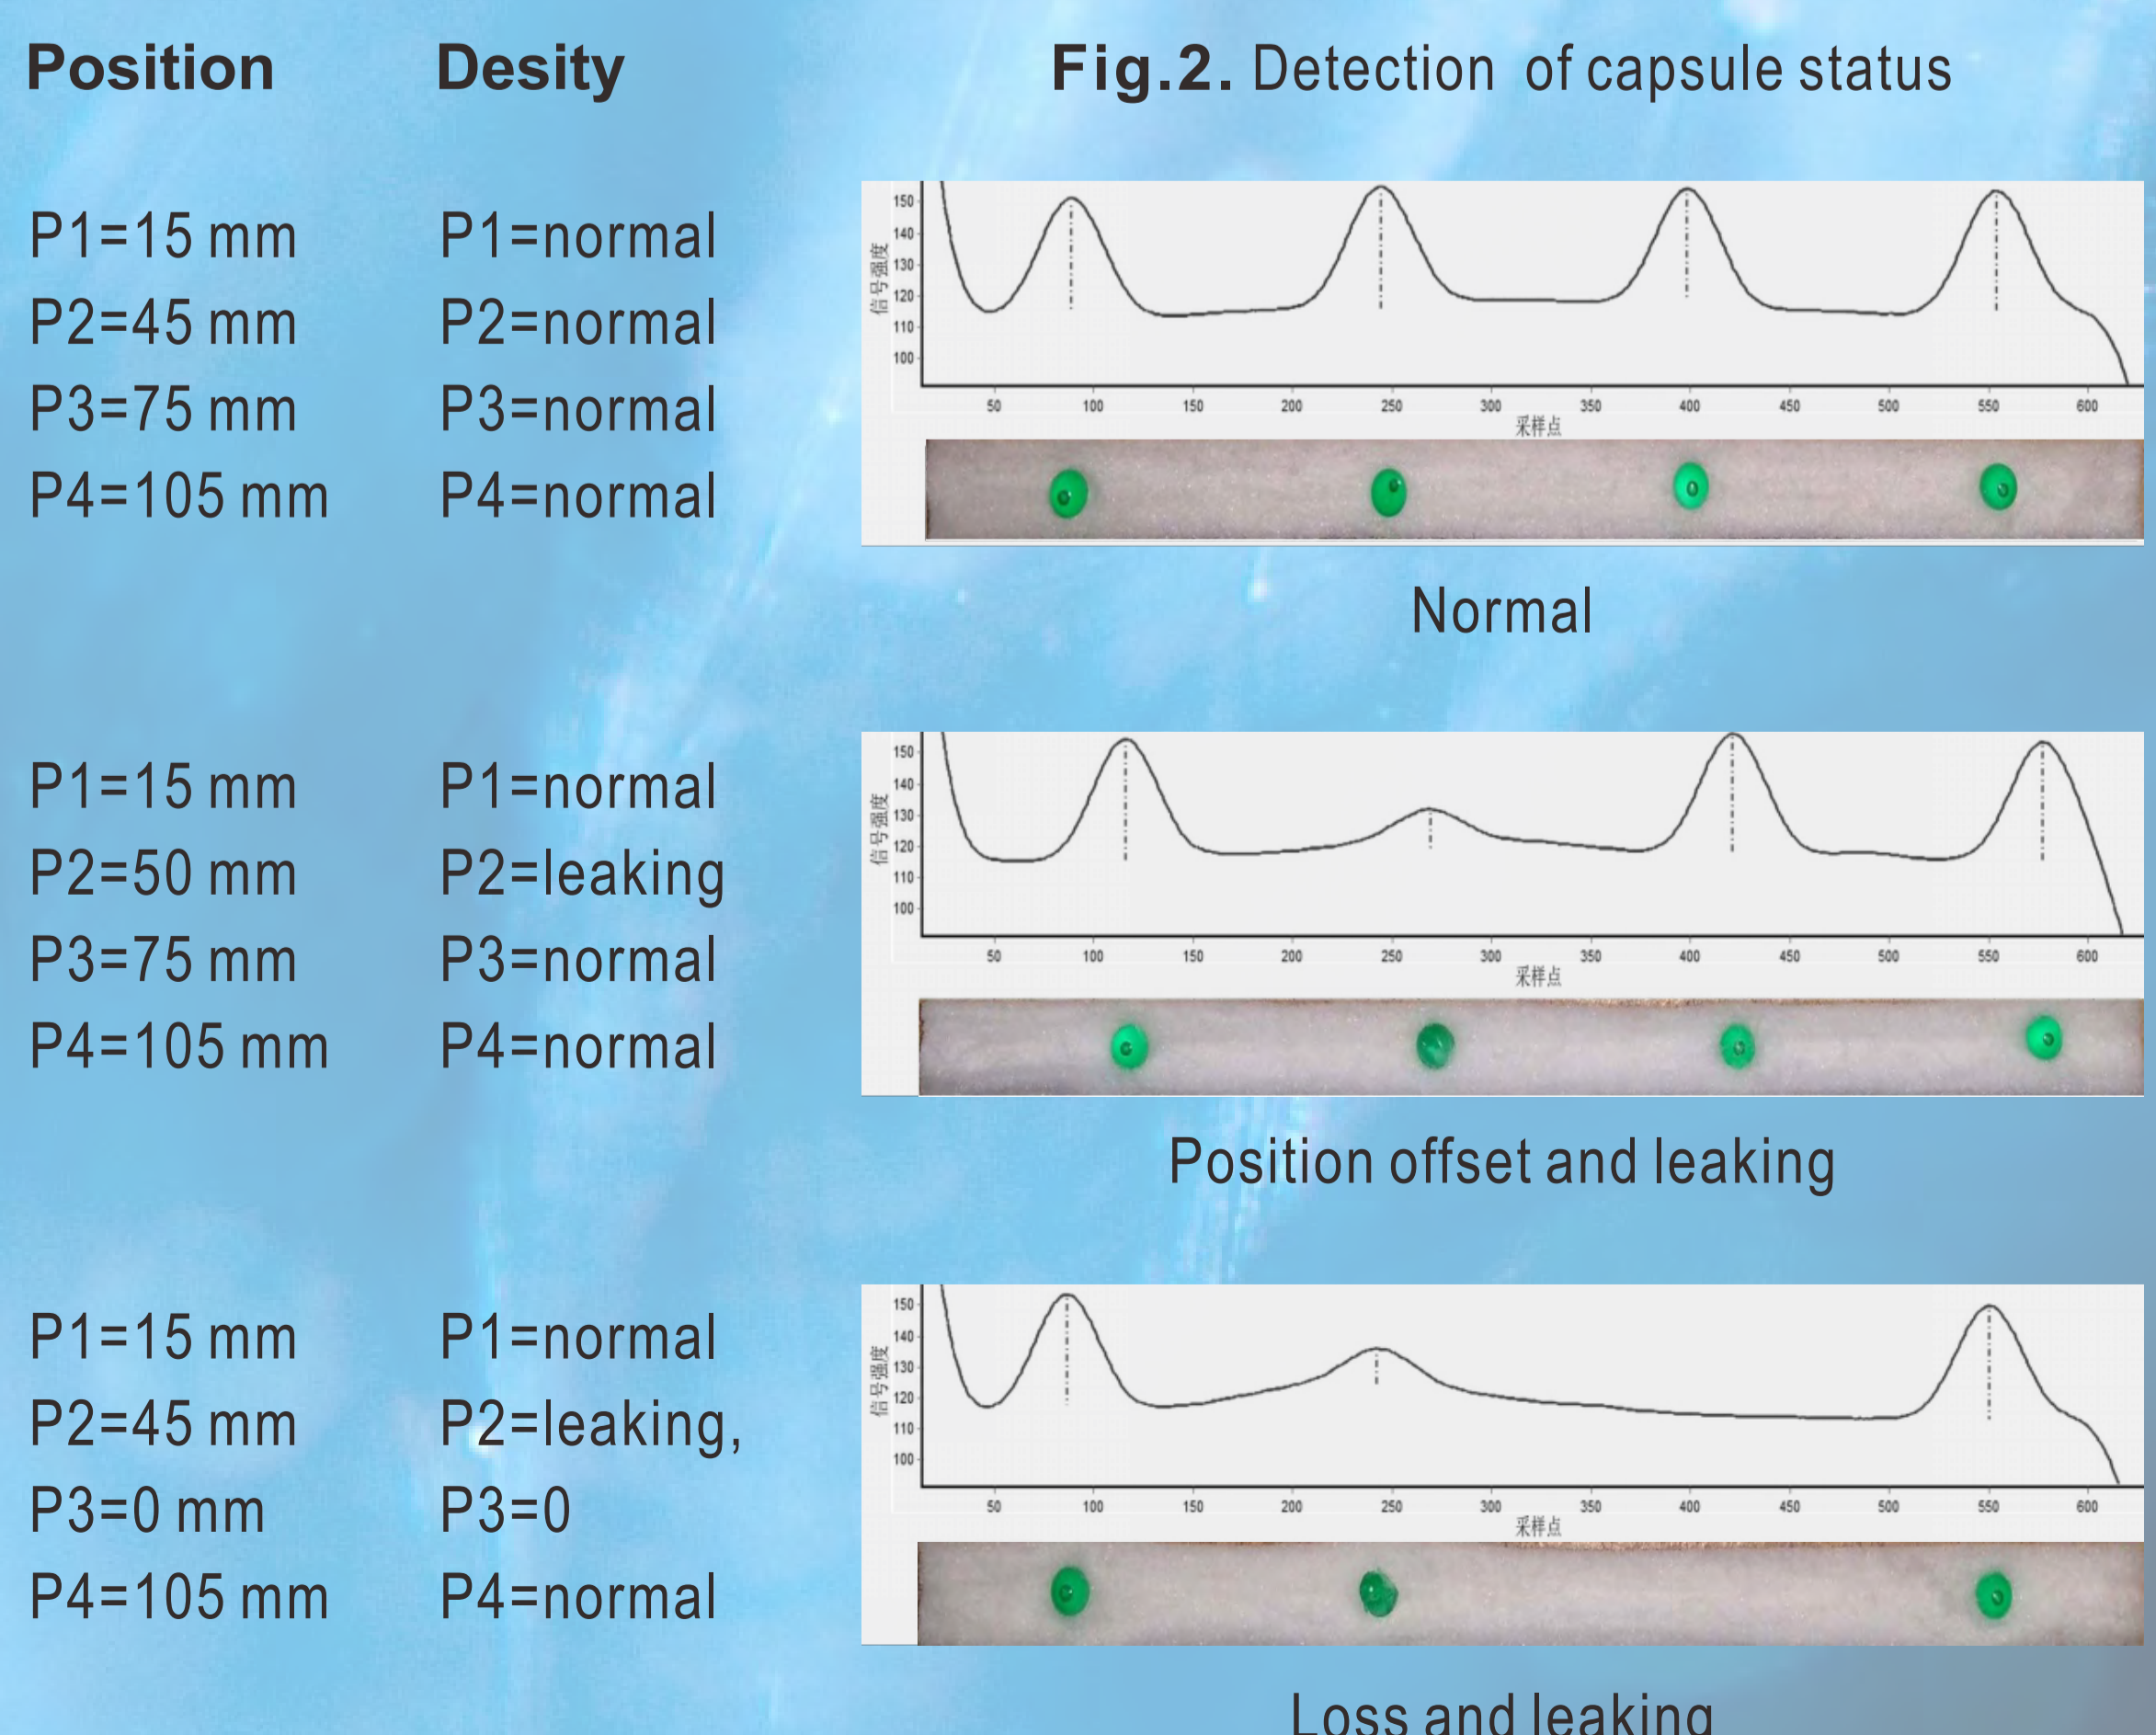 Position Desity
Fig.2. Detection of capsule status
P1=15 mm P1=normal
P2=45 mm P2=normal
P3=75 mm P3=normal
P4=105 mm P4=normal
150
140
130
120
110
100
信号强度
50 100 150 200 250 300 350 400 450 500 550 600
采样点
Normal
P1=15 mm P1=normal
P2=50 mm P2=leaking
P3=75 mm P3=normal
P4=105 mm P4=normal
150
140
130
120
110
100
信号强度
50 100 150 200 250 300 350 400 450 500 550 600
采样点
Position offset and leaking
P1=15 mm P1=normal
P2=45 mm P2=leaking,
P3=0 mm P3=0
P4=105 mm P4=normal
150
140
130
120
110
100
信号强度
50 100 150 200 250 300 350 400 450 500 550 600
采样点
Loss and leaking